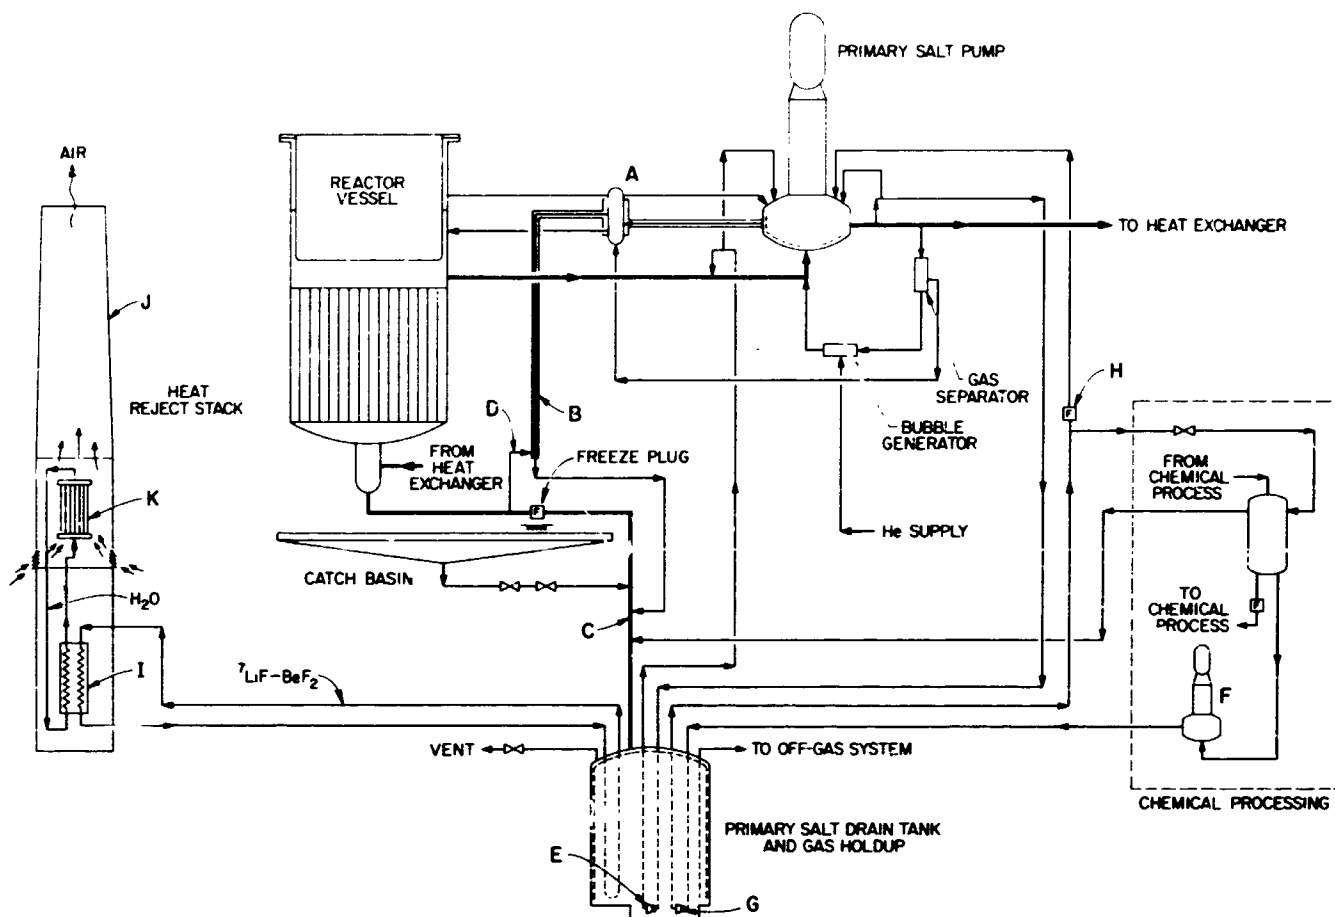 PRIMARY SALT PUMP
AIR
REACTOR
VESSEL
A
TO HEAT EXCHANGER
J
HEAT
REJECT STACK
GAS
SEPARATOR
H
D
B
BUBBLE
GENERATOR
FROM
HEAT
EXCHANGER
FREEZE PLUG
F
F
FROM
CHEMICAL
PROCESS
K
He SUPPLY
CATCH BASIN
H2O
C
TO
CHEMICAL
PROCESS
F
I
7LiF-BeF2
F
VENT
TO OFF-GAS SYSTEM
CHEMICAL PROCESSING
PRIMARY SALT DRAIN TANK
AND GAS HOLDUP
E
G